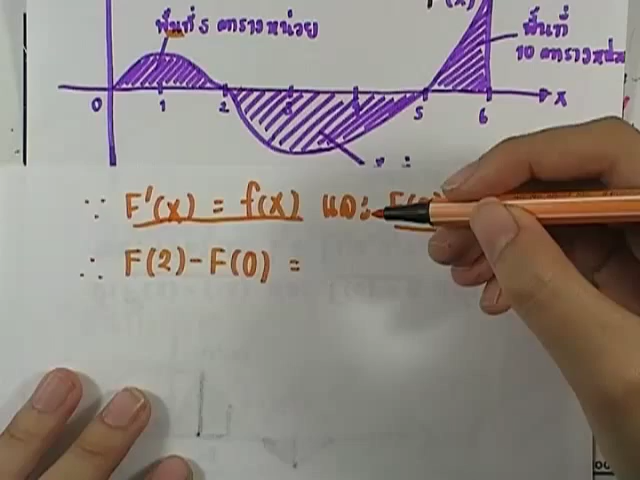 f(x)
พื้นที่ 5 ตารางหน่วย
พื้นที่
10 ตารางหน่วย
0 1 2 3 4 5 6 x
∵ F'(x) = f(x) และ
∴ F(2)-F(0) =